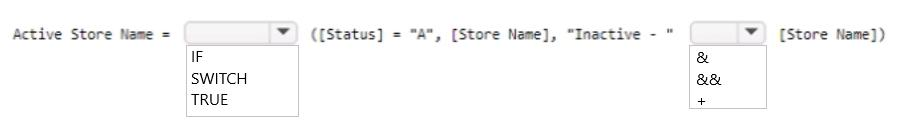 Active Store Name = ([Status] = "A", [Store Name], "Inactive - " [Store Name])
IF &
SWITCH &&
TRUE +